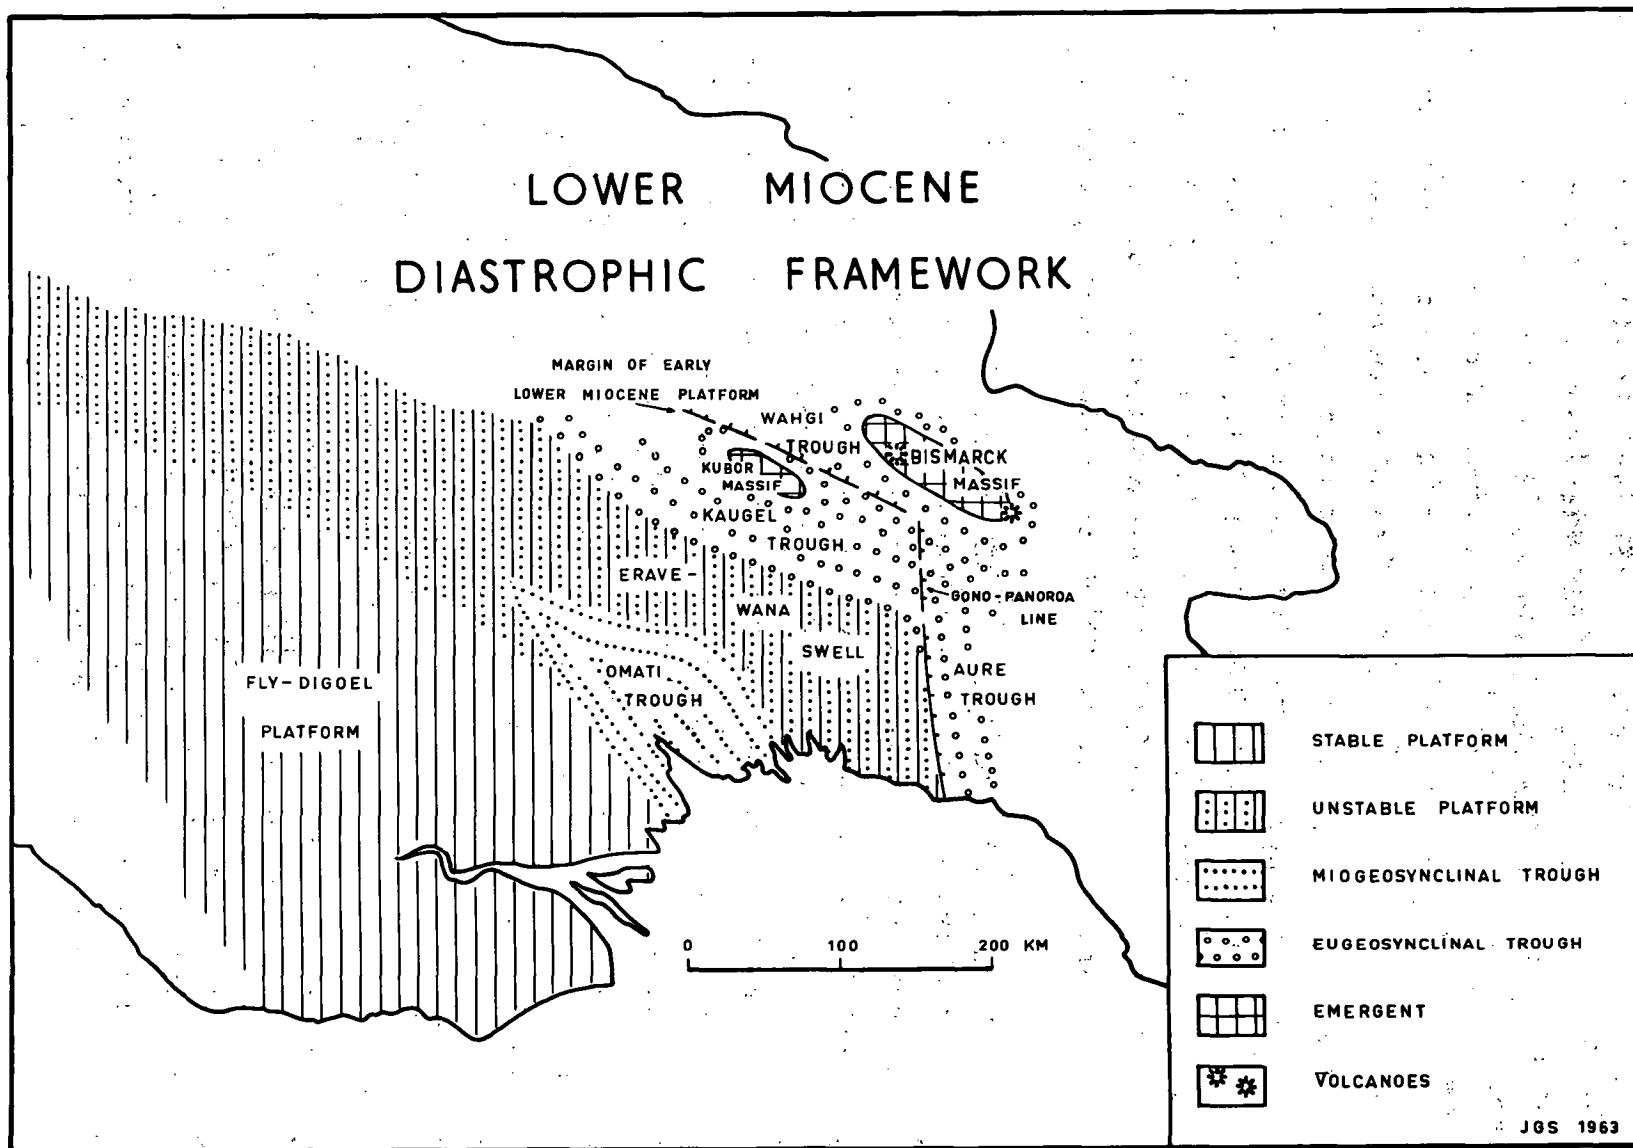 LOWER MIOCENE
DIASTROPHIC FRAMEWORK
MARGIN OF EARLY
LOWER MIOCENE PLATFORM
WAHGI
TROUGH
BISMARCK
MASSIF
KUBOR
MASSIF
KAUGEL
TROUGH
ERAVE-
WANA
SWELL
GONO-PANOROA
LINE
OMATI
TROUGH
AURE
TROUGH
FLY-DIGOEL
PLATFORM
0 100 200 KM
STABLE PLATFORM
UNSTABLE PLATFORM
MIOGEOSYNCLINAL TROUGH
EUGEOSYNCLINAL TROUGH
EMERGENT
VOLCANOES
JGS 1963